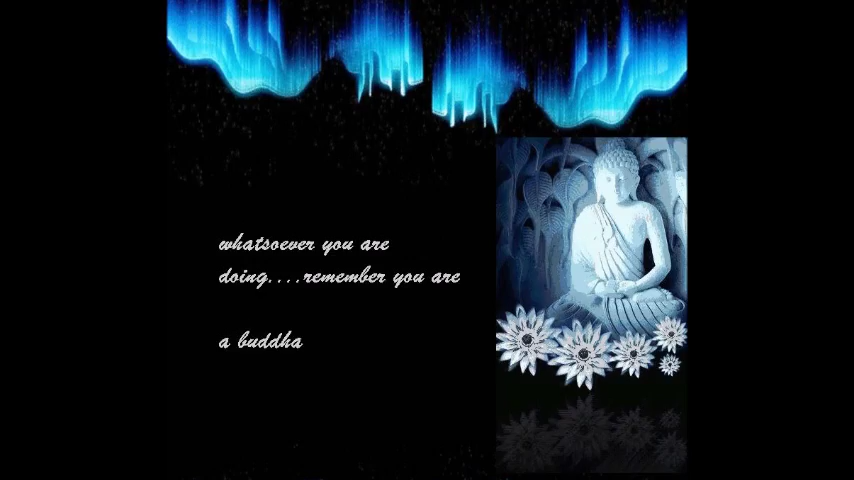 whatsoever you are
doing....remember you are
a buddha